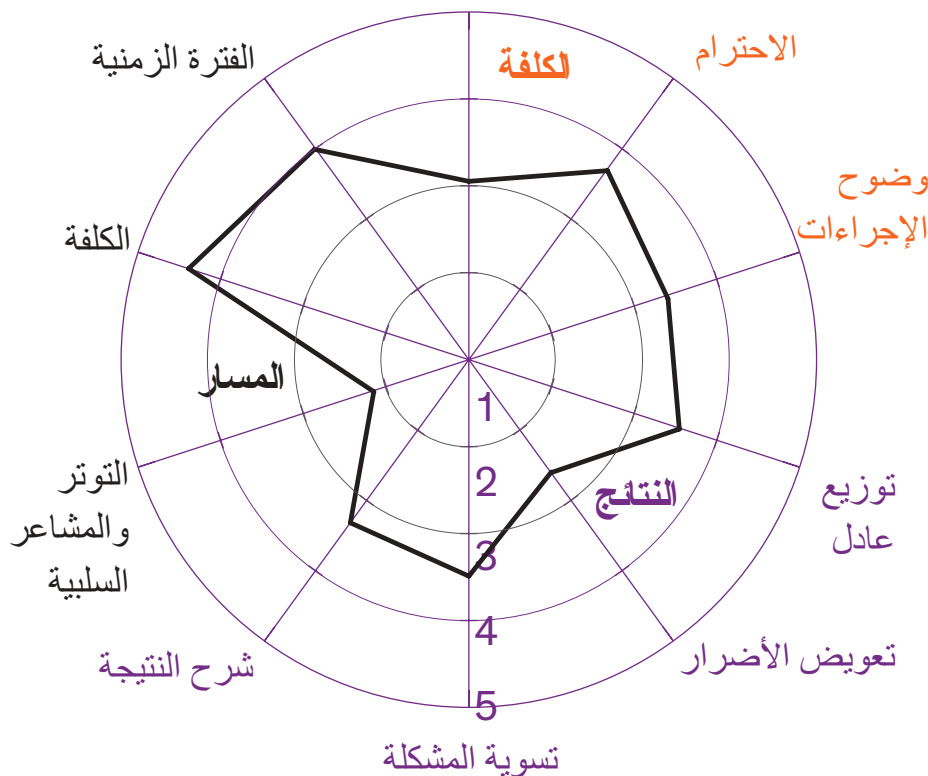 الاحترام
الفترة الزمنية
الكلفة
وضوح
الإجراءات
الكلفة
المسار
1
التوتر
والمشاعر
السلبية
2
النتائج
توزيع
عادل
3
4
تعويض الأضرار
شرح النتيجة
5
تسوية المشكلة